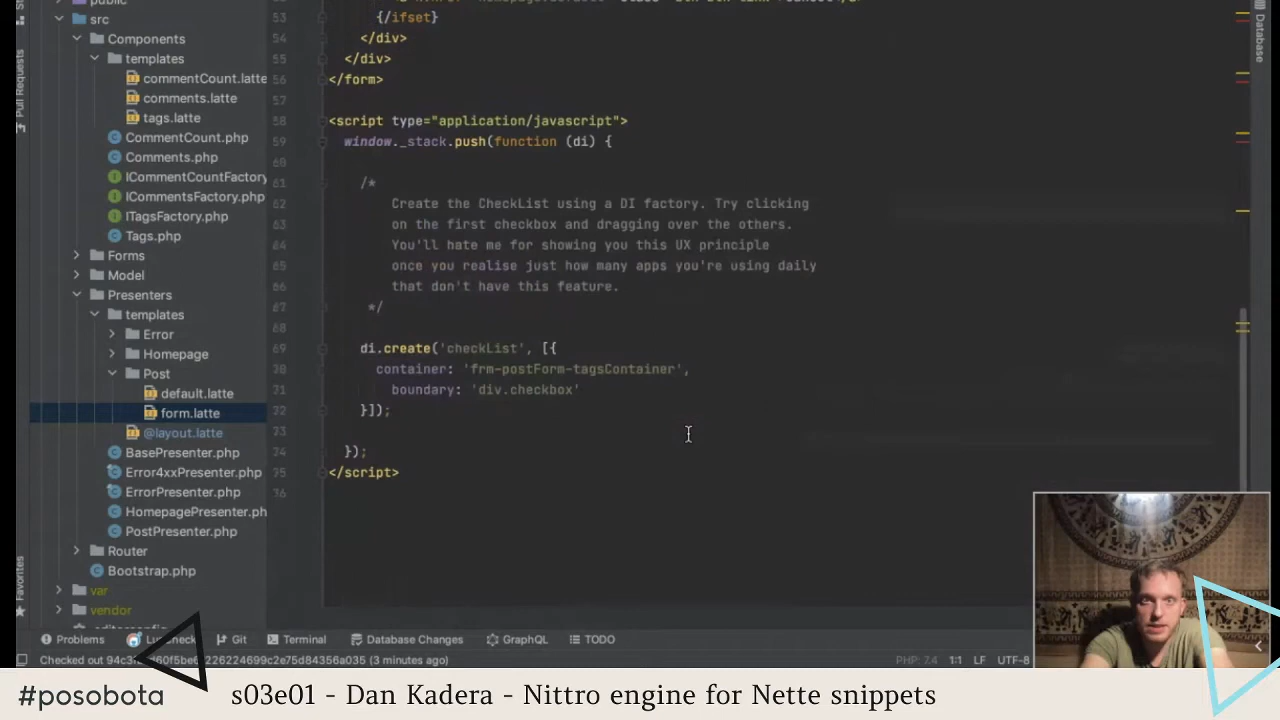 public
src
Components
templates
commentCount.latte
comments.latte
tags.latte
CommentCount.php
Comments.php
ICommentCountFactory
ICommentsFactory.php
ITagsFactory.php
Tags.php
Forms
Model
Presenters
templates
Error
Homepage
Post
default.latte
form.latte
@layout.latte
BasePresenter.php
Error4xxPresenter.php
ErrorPresenter.php
HomepagePresenter.ph
PostPresenter.php
Router
Bootstrap.php
var
vendor
Pull Requests
Favorites
53 {/ifset}
54 </div>
55 </div>
56 </form>
57
58 <script type="application/javascript">
59 window._stack.push(function (di) {
60
61 /*
62 Create the CheckList using a DI factory. Try clicking
63 on the first checkbox and dragging over the others.
64 You'll hate me for showing you this UX principle
65 once you realise just how many apps you're using daily
66 that don't have this feature.
67 */
68
69 di.create('checkList', [{
70 container: 'frm-postForm-tagsContainer',
71 boundary: 'div.checkbox'
72 }]);
73
74 });
75 </script>
76
Database
Problems
Git
Terminal
Database Changes
GraphQL
TODO
(3 minutes ago)
PHP: 7.4 1:1 LF UTF-8
#posobota s03e01 - Dan Kadera - Nittro engine for Nette snippets